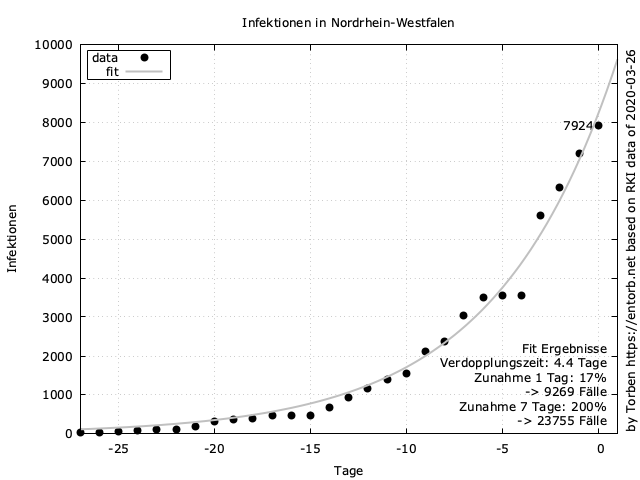 Infektionen in Nordrhein-Westfalen
10000
9000
8000
7000
6000
5000
4000
3000
2000
1000
0
Infektionen
data
fit
7924
Fit Ergebnisse
Verdopplungszeit: 4.4 Tage
Zunahme 1 Tag: 17%
-> 9269 Fälle
Zunahme 7 Tage: 200%
-> 23755 Fälle
-25 -20 -15 -10 -5 0
Tage
by Torben https://entorb.net based on RKI data of 2020-03-26